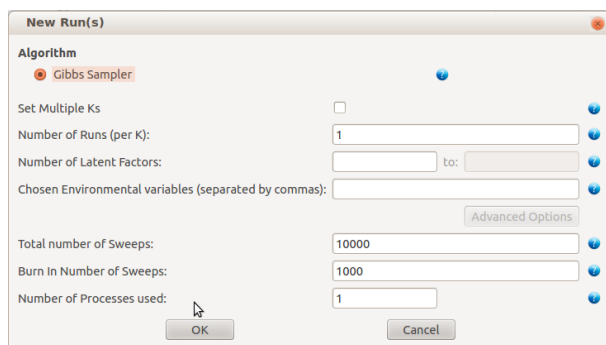 New Run(s)
Algorithm
Gibbs Sampler
Set Multiple Ks
Number of Runs (per K): 1
Number of Latent Factors: to:
Chosen Environmental variables (separated by commas):
Advanced Options
Total number of Sweeps: 10000
Burn In Number of Sweeps: 1000
Number of Processes used: 1
OK Cancel